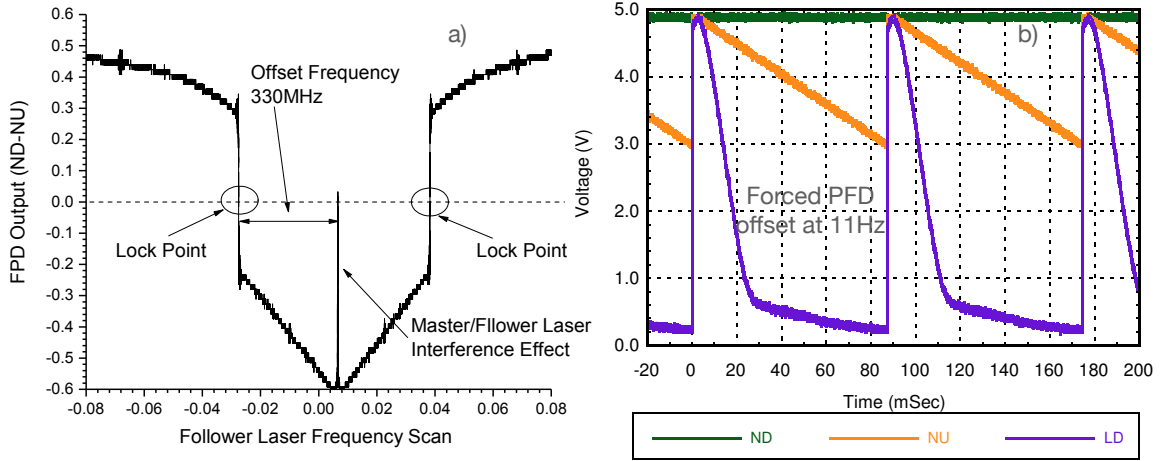 a)
Offset Frequency
330MHz
Lock Point
Lock Point
Master/Fllower Laser
Interference Effect
FPD Output (ND-NU)
0.6
0.5
0.4
0.3
0.2
0.1
0.0
-0.1
-0.2
-0.3
-0.4
-0.5
-0.6
-0.08 -0.06 -0.04 -0.02 0.00 0.02 0.04 0.06 0.08
Follower Laser Frequency Scan
b)
Forced PFD
offset at 11Hz
Voltage (V)
5.0
4.0
3.0
2.0
1.0
0.0
-20 0 20 40 60 80 100 120 140 160 180 200
Time (mSec)
ND NU LD